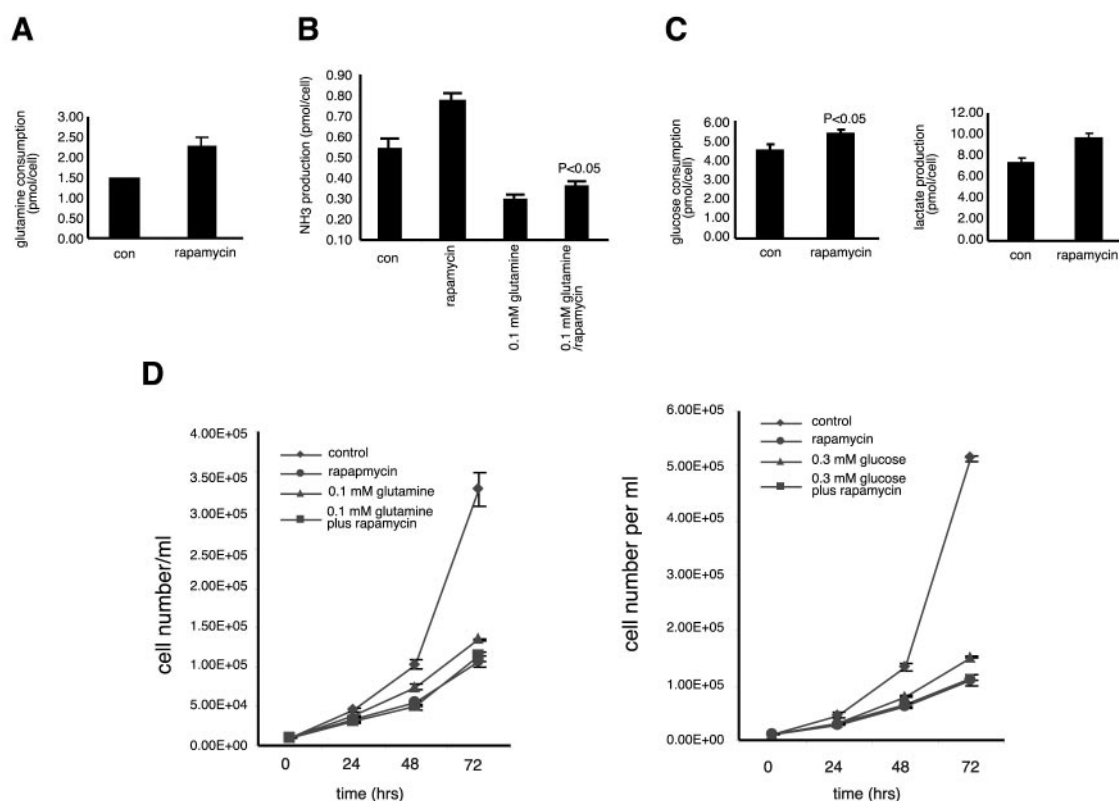 A
B
C
glutamine consumption
(pmol/cell)
3.00
2.50
2.00
1.50
1.50
0.50
0.00
con
rapamycin
NH3 production (pmol/cell)
0.90
0.80
0.70
0.60
0.50
0.40
0.30
0.20
0.10
P<0.05
con
rapamycin
0.1 mM glutamine
0.1 mM glutamine
/rapamycin
glucose consumption
(pmol/cell)
6.00
5.00
4.00
3.00
2.00
1.00
0.00
P<0.05
con
rapamycin
lactate production
(pmol/cell)
12.00
10.00
8.00
6.00
4.00
2.00
0.00
con
rapamycin
D
cell number/ml
4.00E+05
3.50E+05
3.00E+05
2.50E+05
2.00E+05
1.50E+05
1.00E+05
5.00E+04
0.00E+00
control
rapapmycin
0.1 mM glutamine
0.1 mM glutamine
plus rapamycin
0
24
48
72
time (hrs)
cell number per ml
6.00E+05
5.00E+05
4.00E+05
3.00E+05
2.00E+05
1.00E+05
0.00E+00
control
rapamycin
0.3 mM glucose
0.3 mM glucose
plus rapamycin
0
24
48
72
time (hrs)